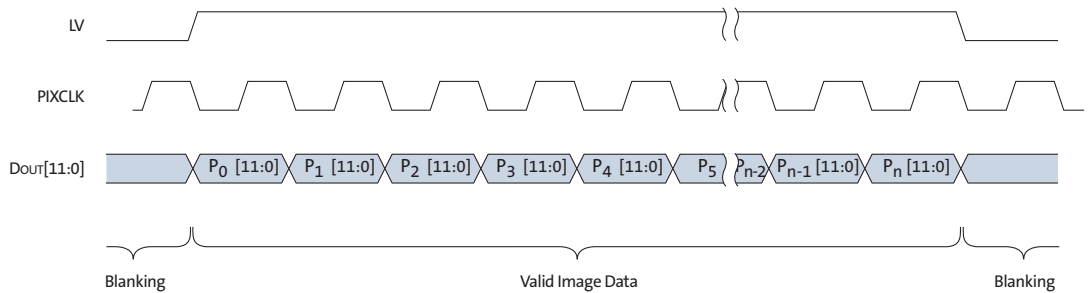 LV
PIXCLK
DOUT[11:0]
P0 [11:0] P1 [11:0] P2 [11:0] P3 [11:0] P4 [11:0] P5 Pn-2 Pn-1 [11:0] Pn [11:0]
Blanking Valid Image Data Blanking